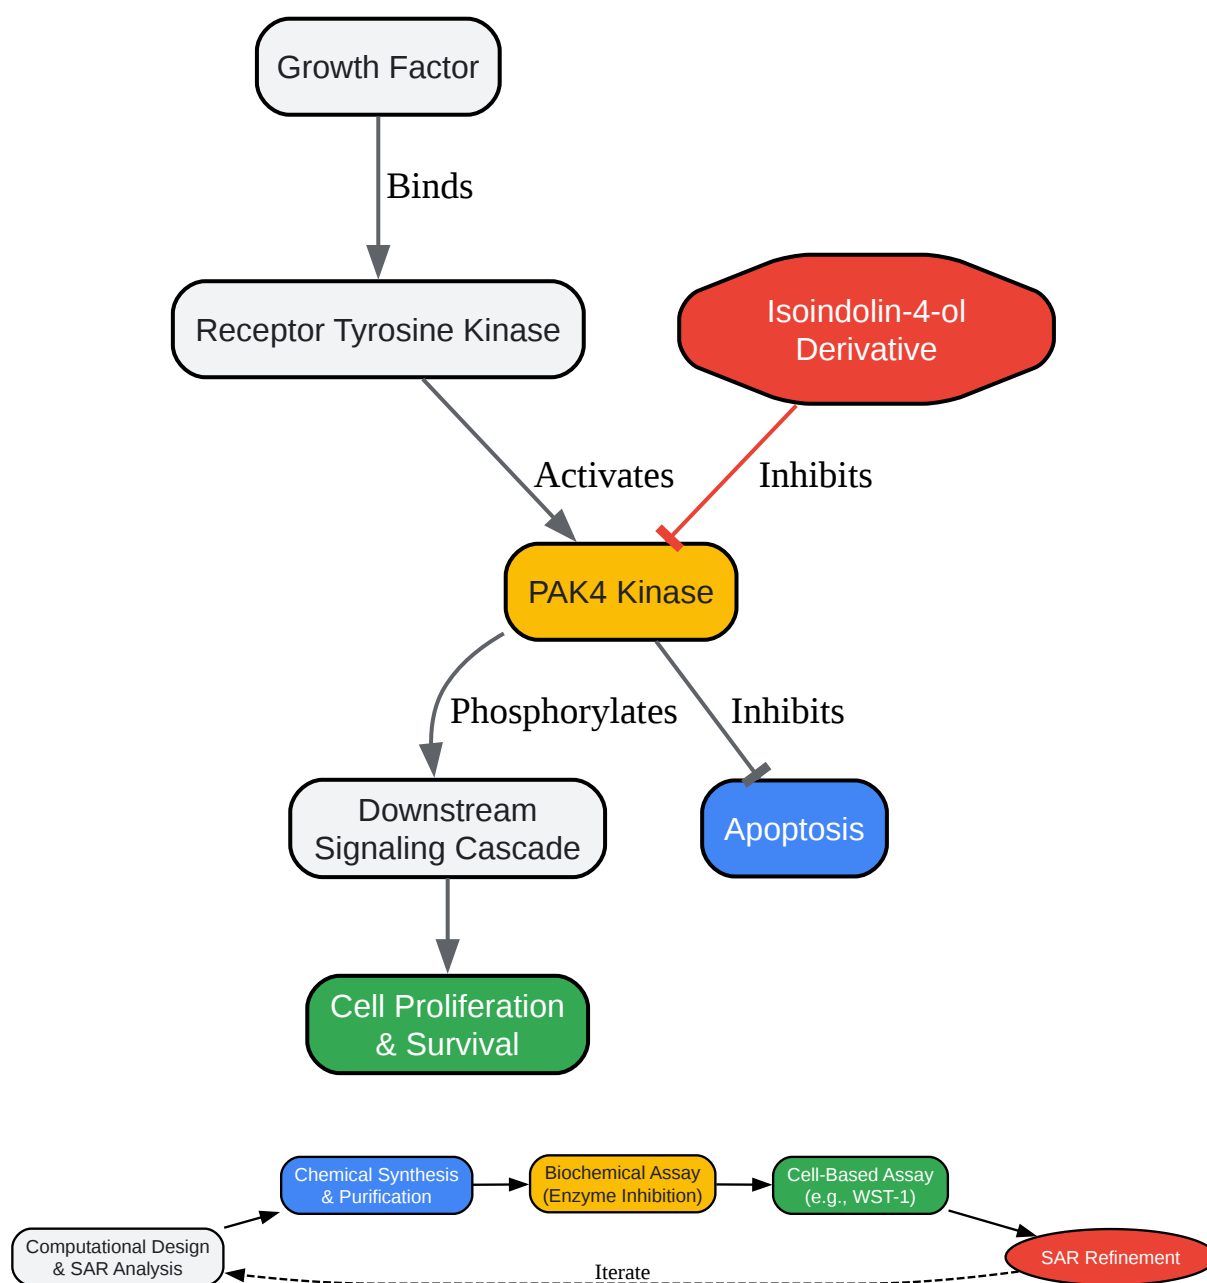 Growth Factor
Binds
Receptor Tyrosine Kinase
Isoindolin-4-ol
Derivative
Activates
Inhibits
PAK4 Kinase
Phosphorylates
Inhibits
Downstream
Signaling Cascade
Apoptosis
Cell Proliferation
& Survival
Computational Design
& SAR Analysis
Chemical Synthesis
& Purification
Biochemical Assay
(Enzyme Inhibition)
Cell-Based Assay
(e.g., WST-1)
SAR Refinement
Iterate